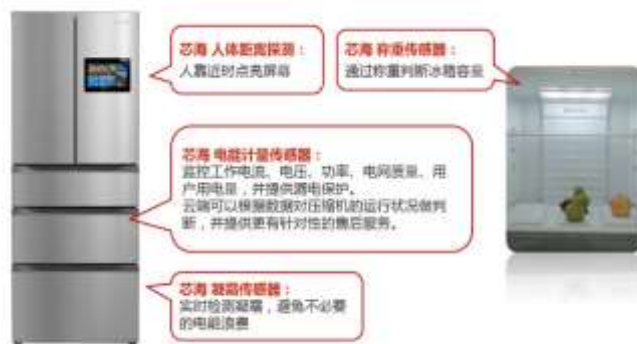 芯海 人体距离探测：
人靠近时点亮屏幕
芯海 称重传感器：
通过称重判断冰箱容量
芯海 电能计量传感器：
监控工作电流、电压、功率、电网质量、用
户用电量，并提供漏电保护。
云端可以根据数据对压缩机的运行状况做判
断，并提供更有针对性的售后服务。
芯海 凝霜传感器：
实时检测凝霜，避免不必要
的电能浪费